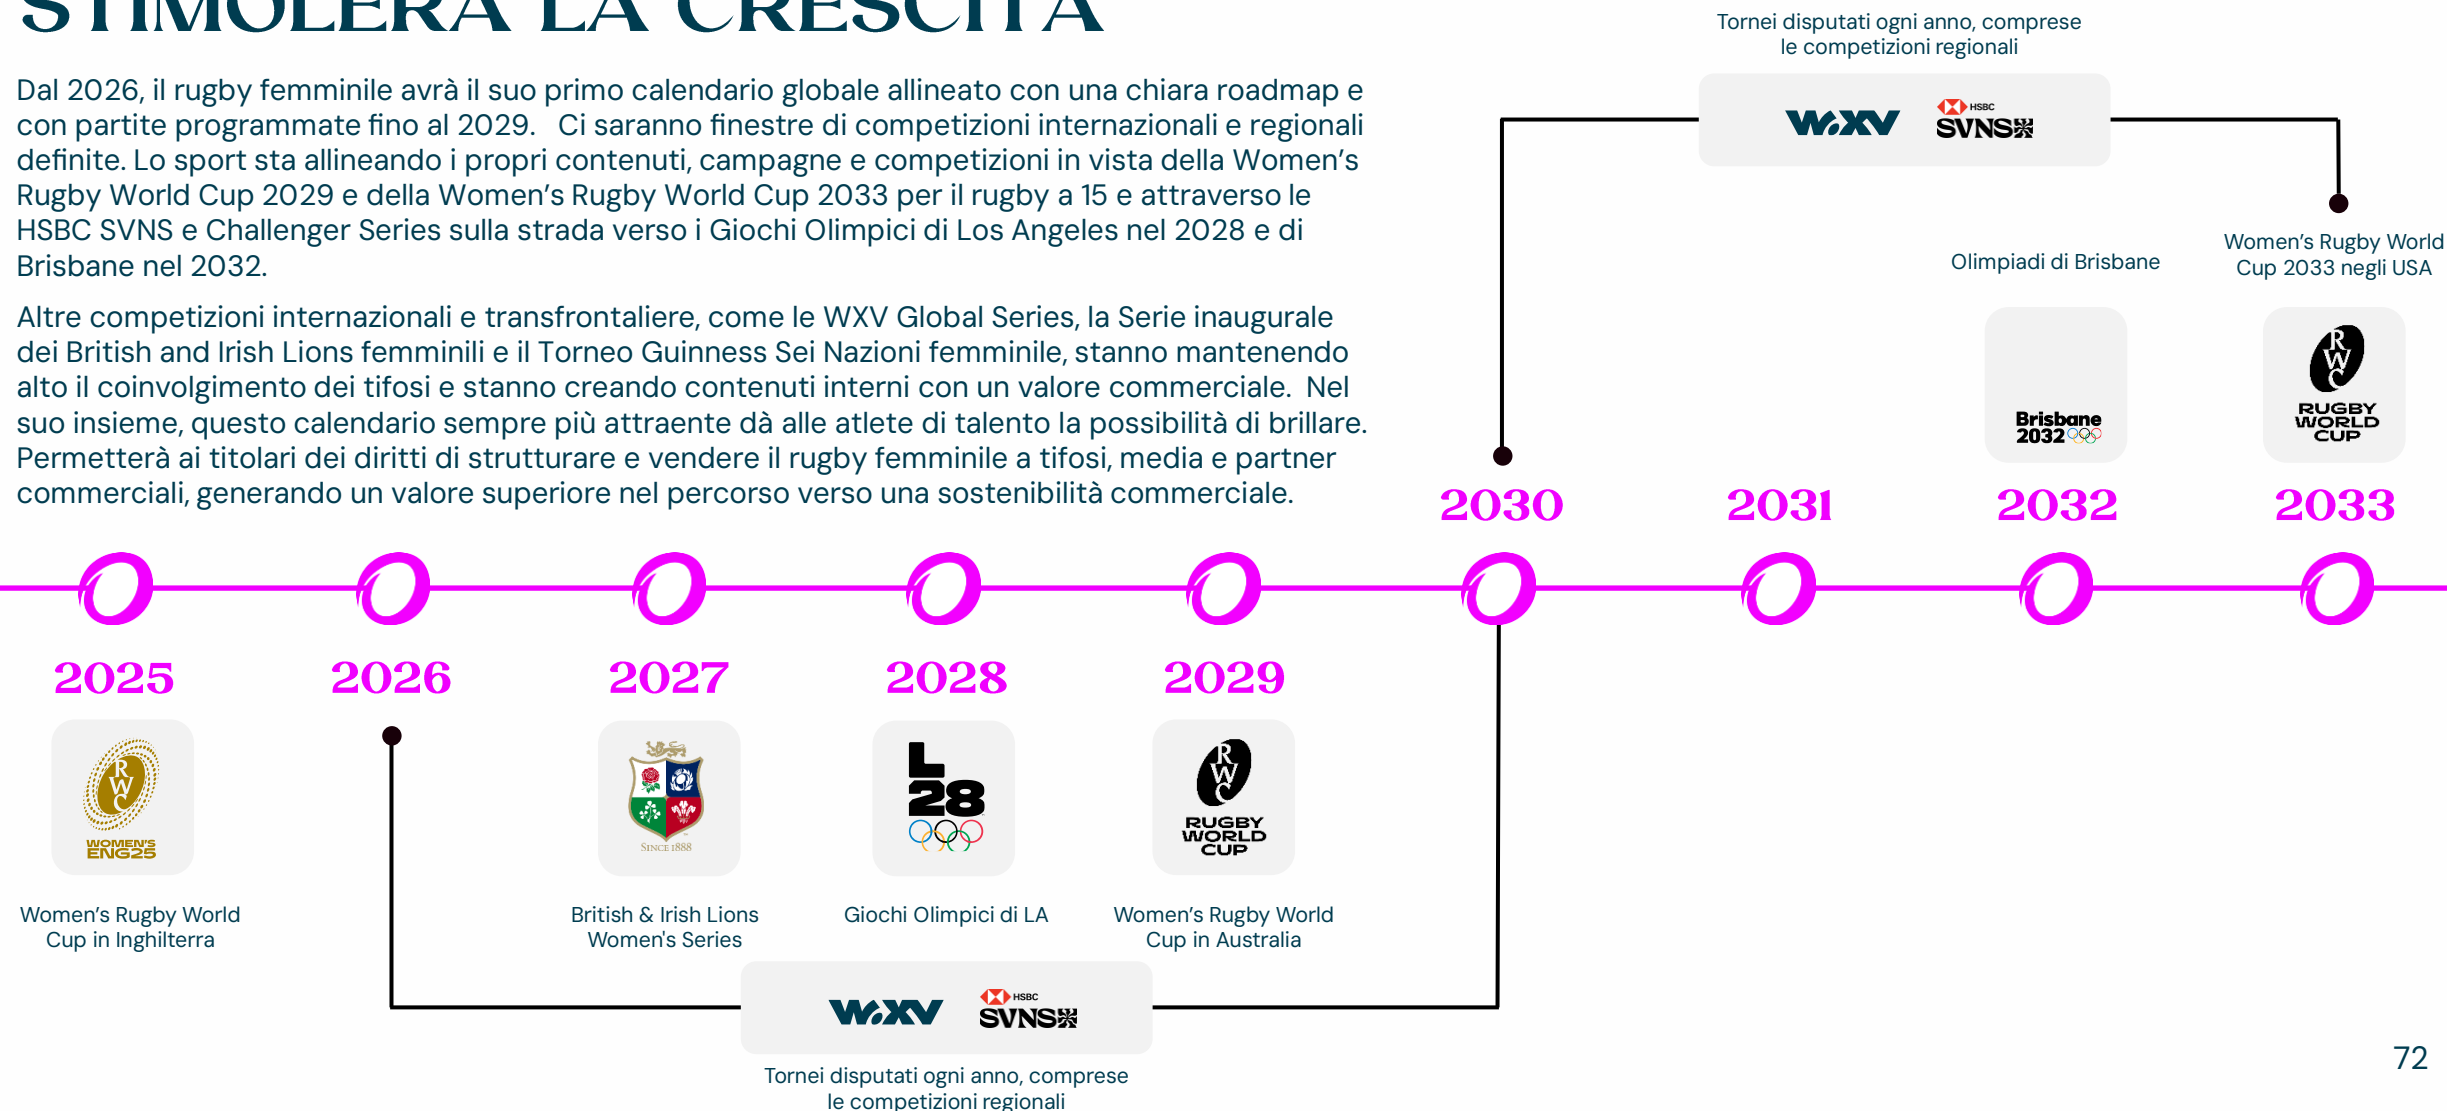 STIMOLERÀ LA CRESCITA
Dal 2026, il rugby femminile avrà il suo primo calendario globale allineato con una chiara roadmap e
con partite programmate fino al 2029. Ci saranno finestre di competizioni internazionali e regionali
definite. Lo sport sta allineando i propri contenuti, campagne e competizioni in vista della Women’s
Rugby World Cup 2029 e della Women’s Rugby World Cup 2033 per il rugby a 15 e attraverso le
HSBC SVNS e Challenger Series sulla strada verso i Giochi Olimpici di Los Angeles nel 2028 e di
Brisbane nel 2032.
Altre competizioni internazionali e transfrontaliere, come le WXV Global Series, la Serie inaugurale
dei British and Irish Lions femminili e il Torneo Guinness Sei Nazioni femminile, stanno mantenendo
alto il coinvolgimento dei tifosi e stanno creando contenuti interni con un valore commerciale. Nel
suo insieme, questo calendario sempre più attraente dà alle atlete di talento la possibilità di brillare.
Permetterà ai titolari dei diritti di strutturare e vendere il rugby femminile a tifosi, media e partner
commerciali, generando un valore superiore nel percorso verso una sostenibilità commerciale.
Tornei disputati ogni anno, comprese
le competizioni regionali
WXV
HSBC
SVNS
Olimpiadi di Brisbane
Women’s Rugby World
Cup 2033 negli USA
Brisbane
2032
RWC
RUGBY
WORLD
CUP
2030
2031
2032
2033
2025
2026
2027
2028
2029
RWC
WOMEN'S
ENG25
SINCE 1888
L
28
RWC
RUGBY
WORLD
CUP
Women’s Rugby World
Cup in Inghilterra
British & Irish Lions
Women's Series
Giochi Olimpici di LA
Women’s Rugby World
Cup in Australia
WXV
HSBC
SVNS
Tornei disputati ogni anno, comprese
le competizioni regionali
72